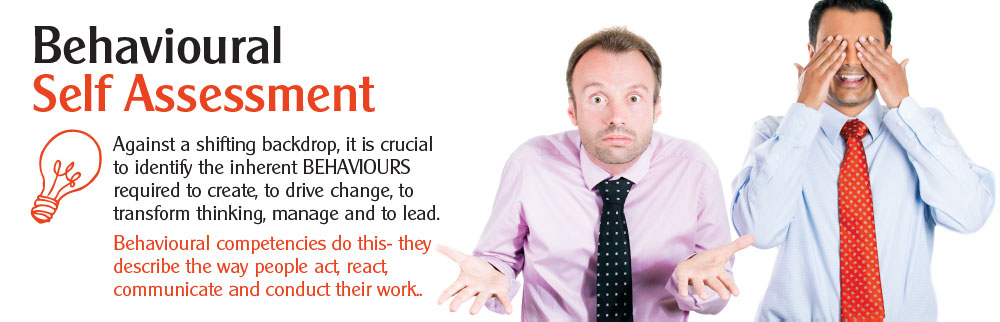 Behavioural
Self Assessment
Against a shifting backdrop, it is crucial
to identify the inherent BEHAVIOURS
required to create, to drive change, to
transform thinking, manage and to lead.
Behavioural competencies do this- they
describe the way people act, react,
communicate and conduct their work..